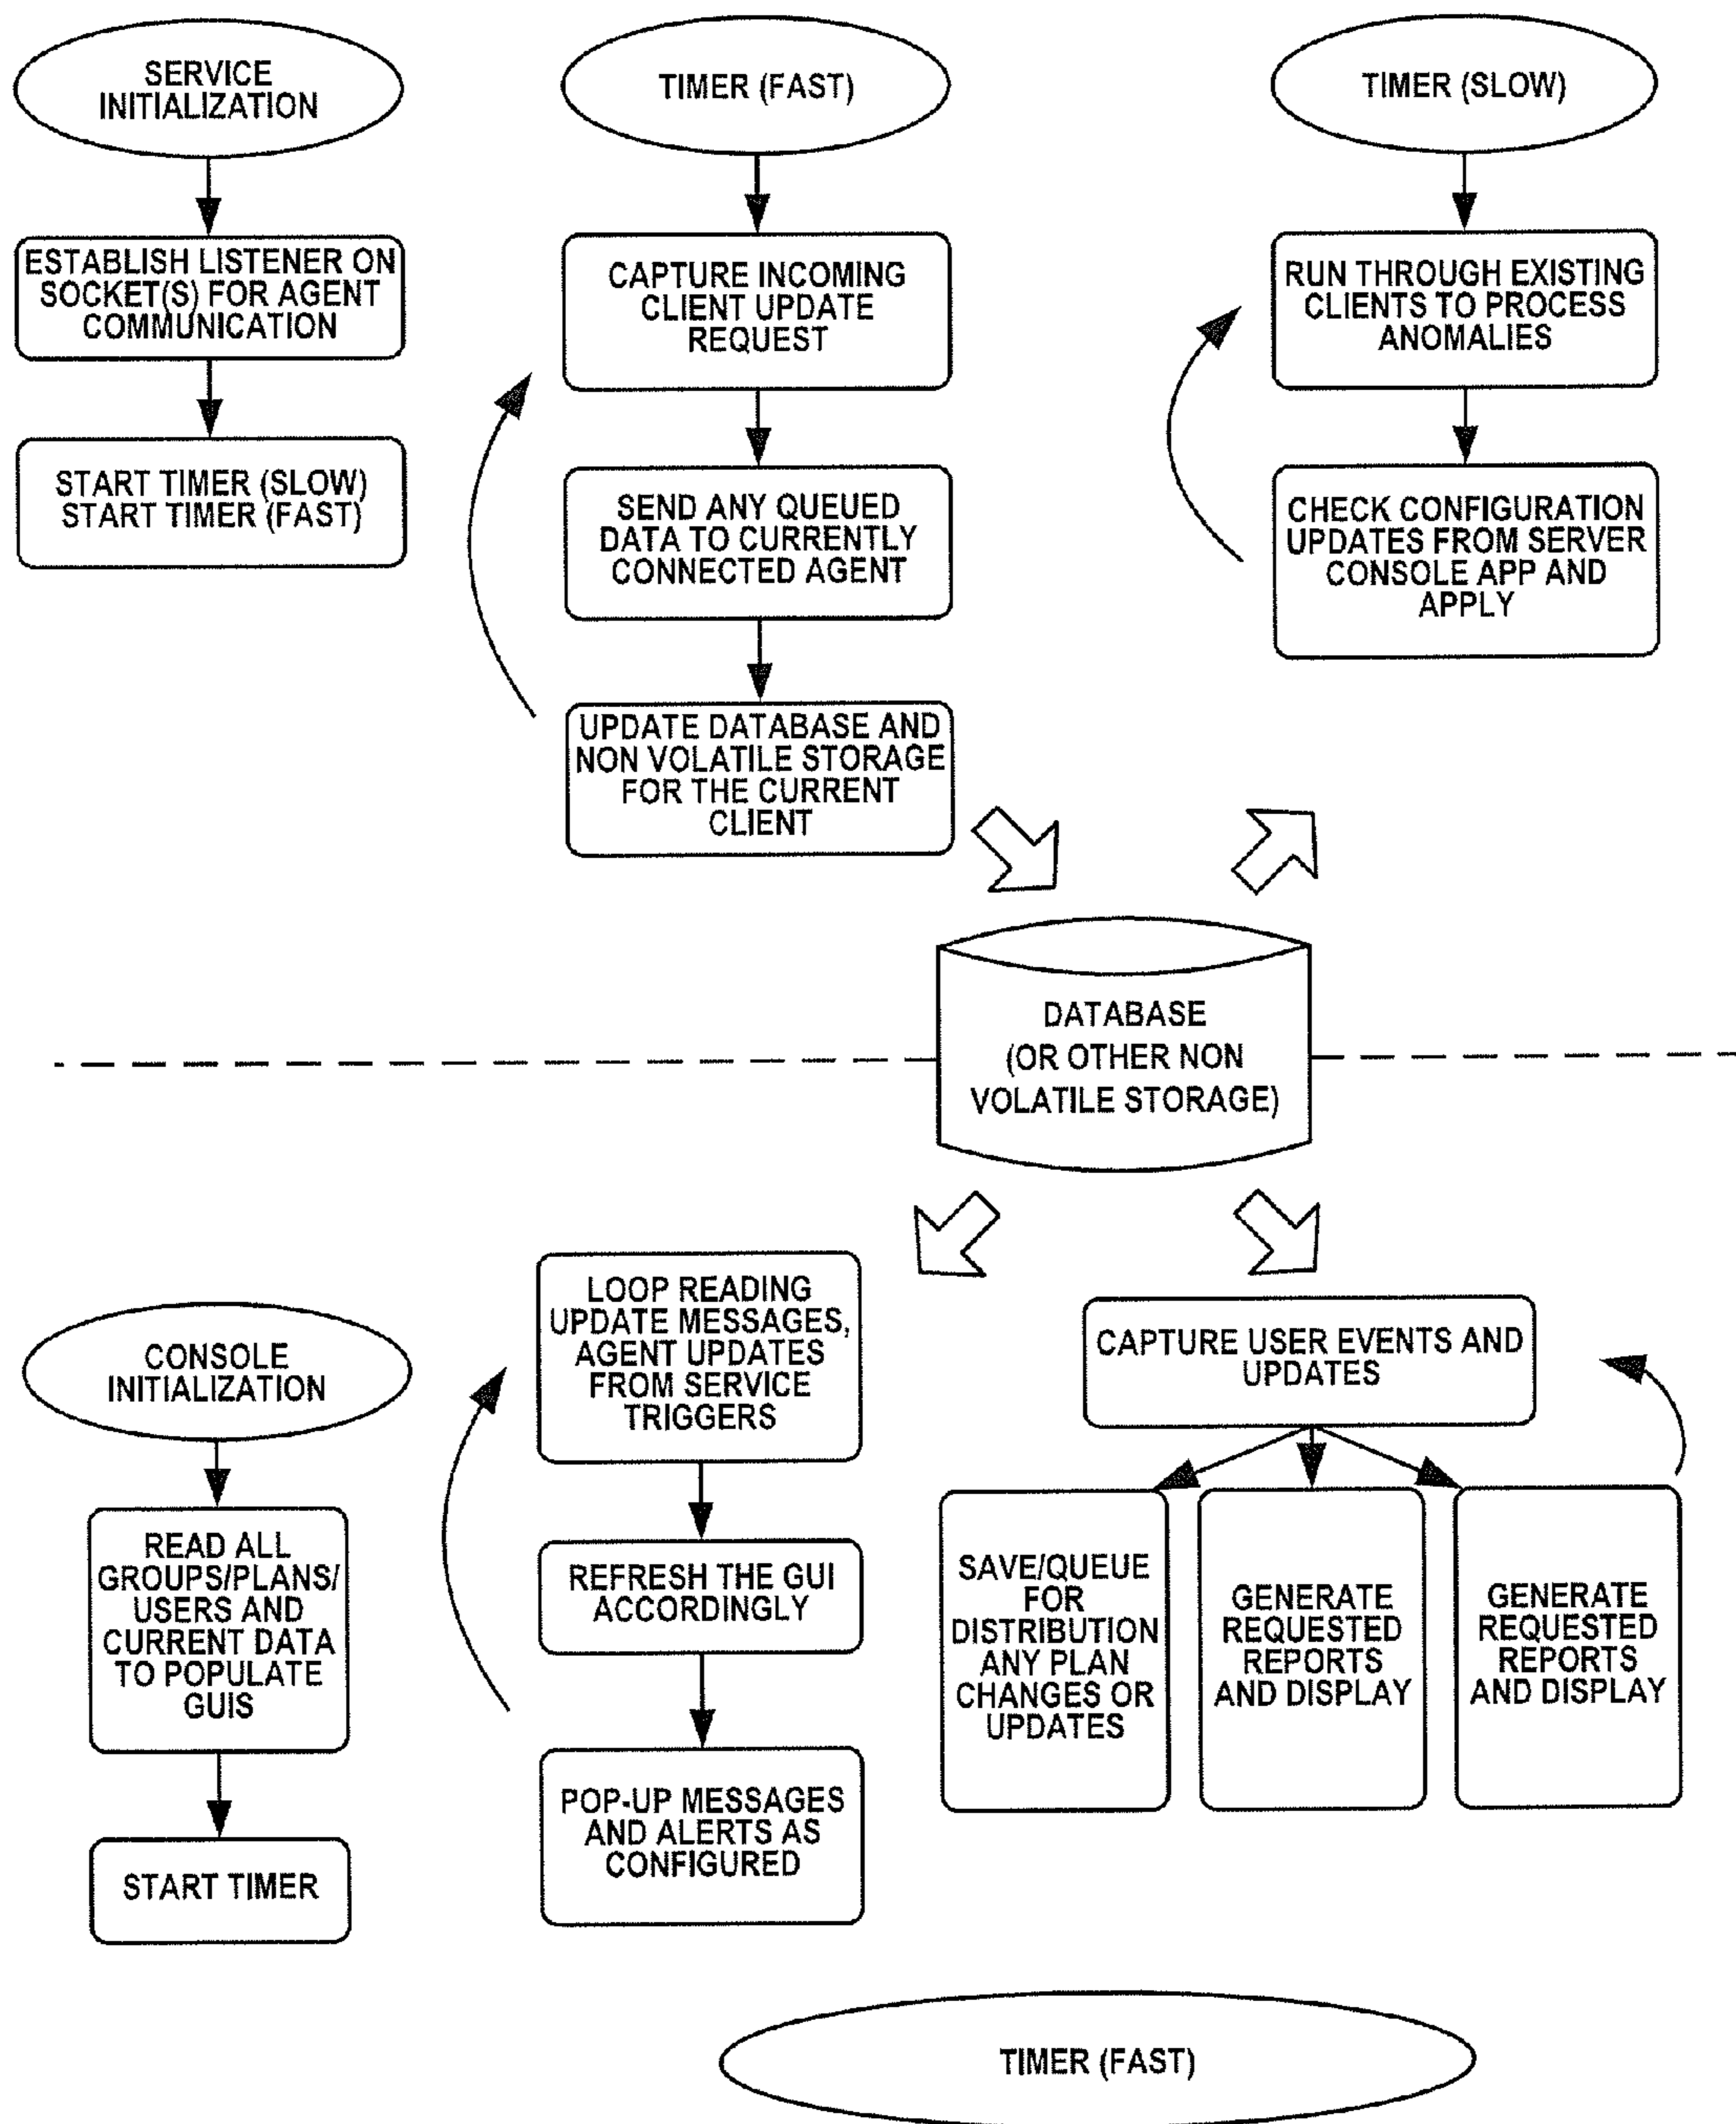 SERVICE
INITIALIZATION
ESTABLISH LISTENER ON
SOCKET(S) FOR AGENT
COMMUNICATION
START TIMER (SLOW)
START TIMER (FAST)
TIMER (FAST)
CAPTURE INCOMING
CLIENT UPDATE
REQUEST
SEND ANY QUEUED
DATA TO CURRENTLY
CONNECTED AGENT
UPDATE DATABASE AND
NON VOLATILE STORAGE
FOR THE CURRENT
CLIENT
TIMER (SLOW)
RUN THROUGH EXISTING
CLIENTS TO PROCESS
ANOMALIES
CHECK CONFIGURATION
UPDATES FROM SERVER
CONSOLE APP AND
APPLY
DATABASE
(OR OTHER NON
VOLATILE STORAGE)
CONSOLE
INITIALIZATION
READ ALL
GROUPS/PLANS/
USERS AND
CURRENT DATA
TO POPULATE
GUIS
START TIMER
LOOP READING
UPDATE MESSAGES,
AGENT UPDATES
FROM SERVICE
TRIGGERS
REFRESH THE GUI
ACCORDINGLY
POP-UP MESSAGES
AND ALERTS AS
CONFIGURED
CAPTURE USER EVENTS AND
UPDATES
SAVE/QUEUE
FOR
DISTRIBUTION
ANY PLAN
CHANGES OR
UPDATES
GENERATE
REQUESTED
REPORTS
AND DISPLAY
GENERATE
REQUESTED
REPORTS
AND DISPLAY
TIMER (FAST)